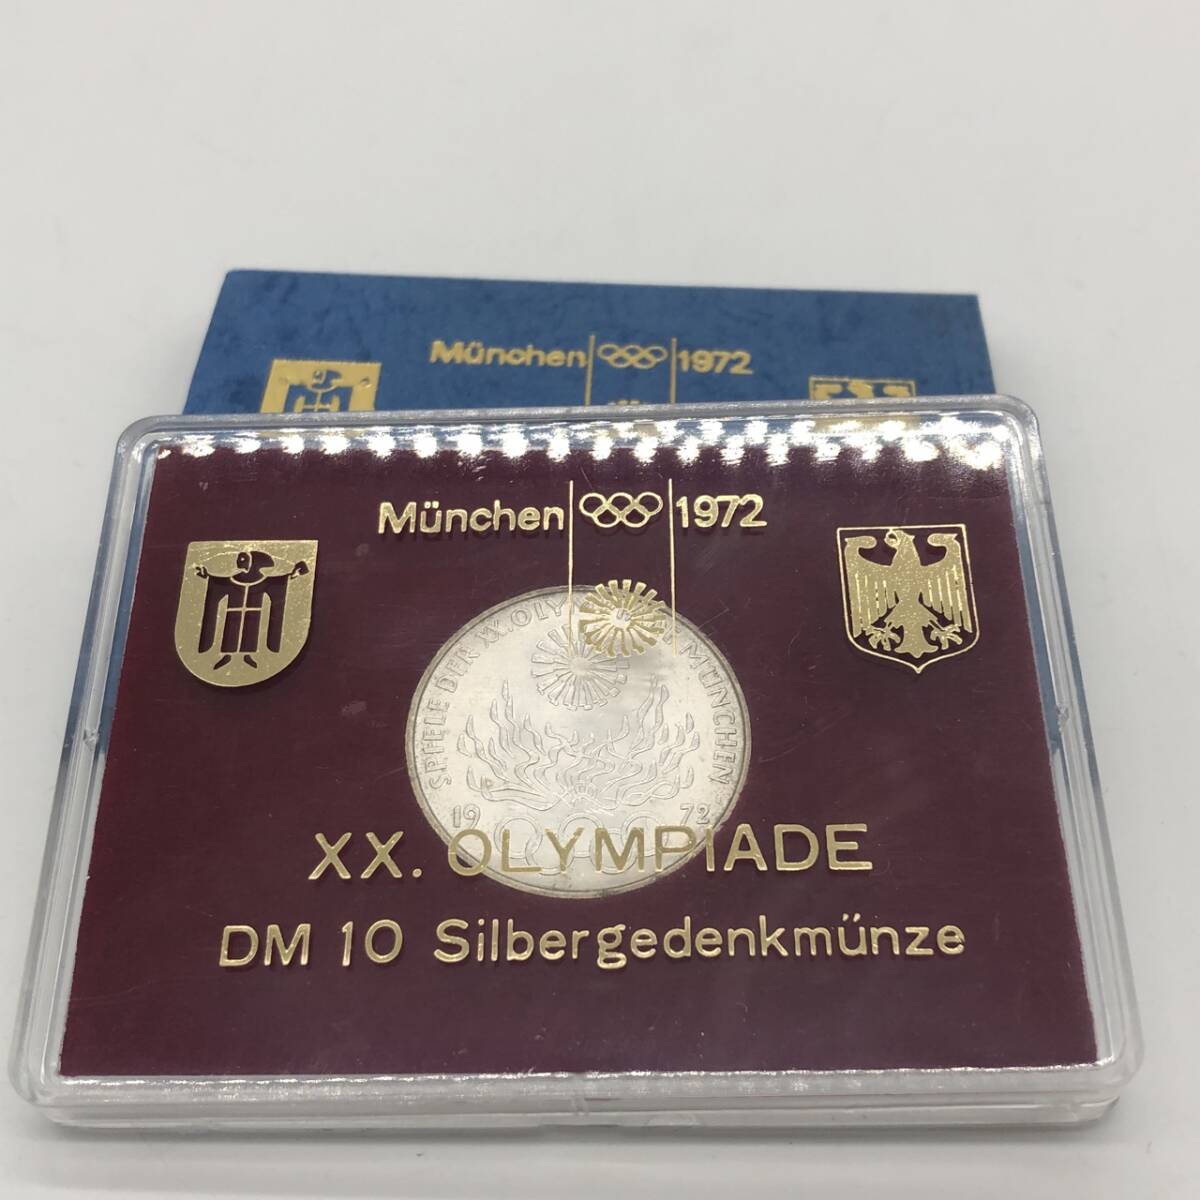 München 1972
München 1972
SPIELE DER XX. OLY MÜNCHEN
19 72
XX. OLYMPIADE
DM 10 Silbergedenkmünze